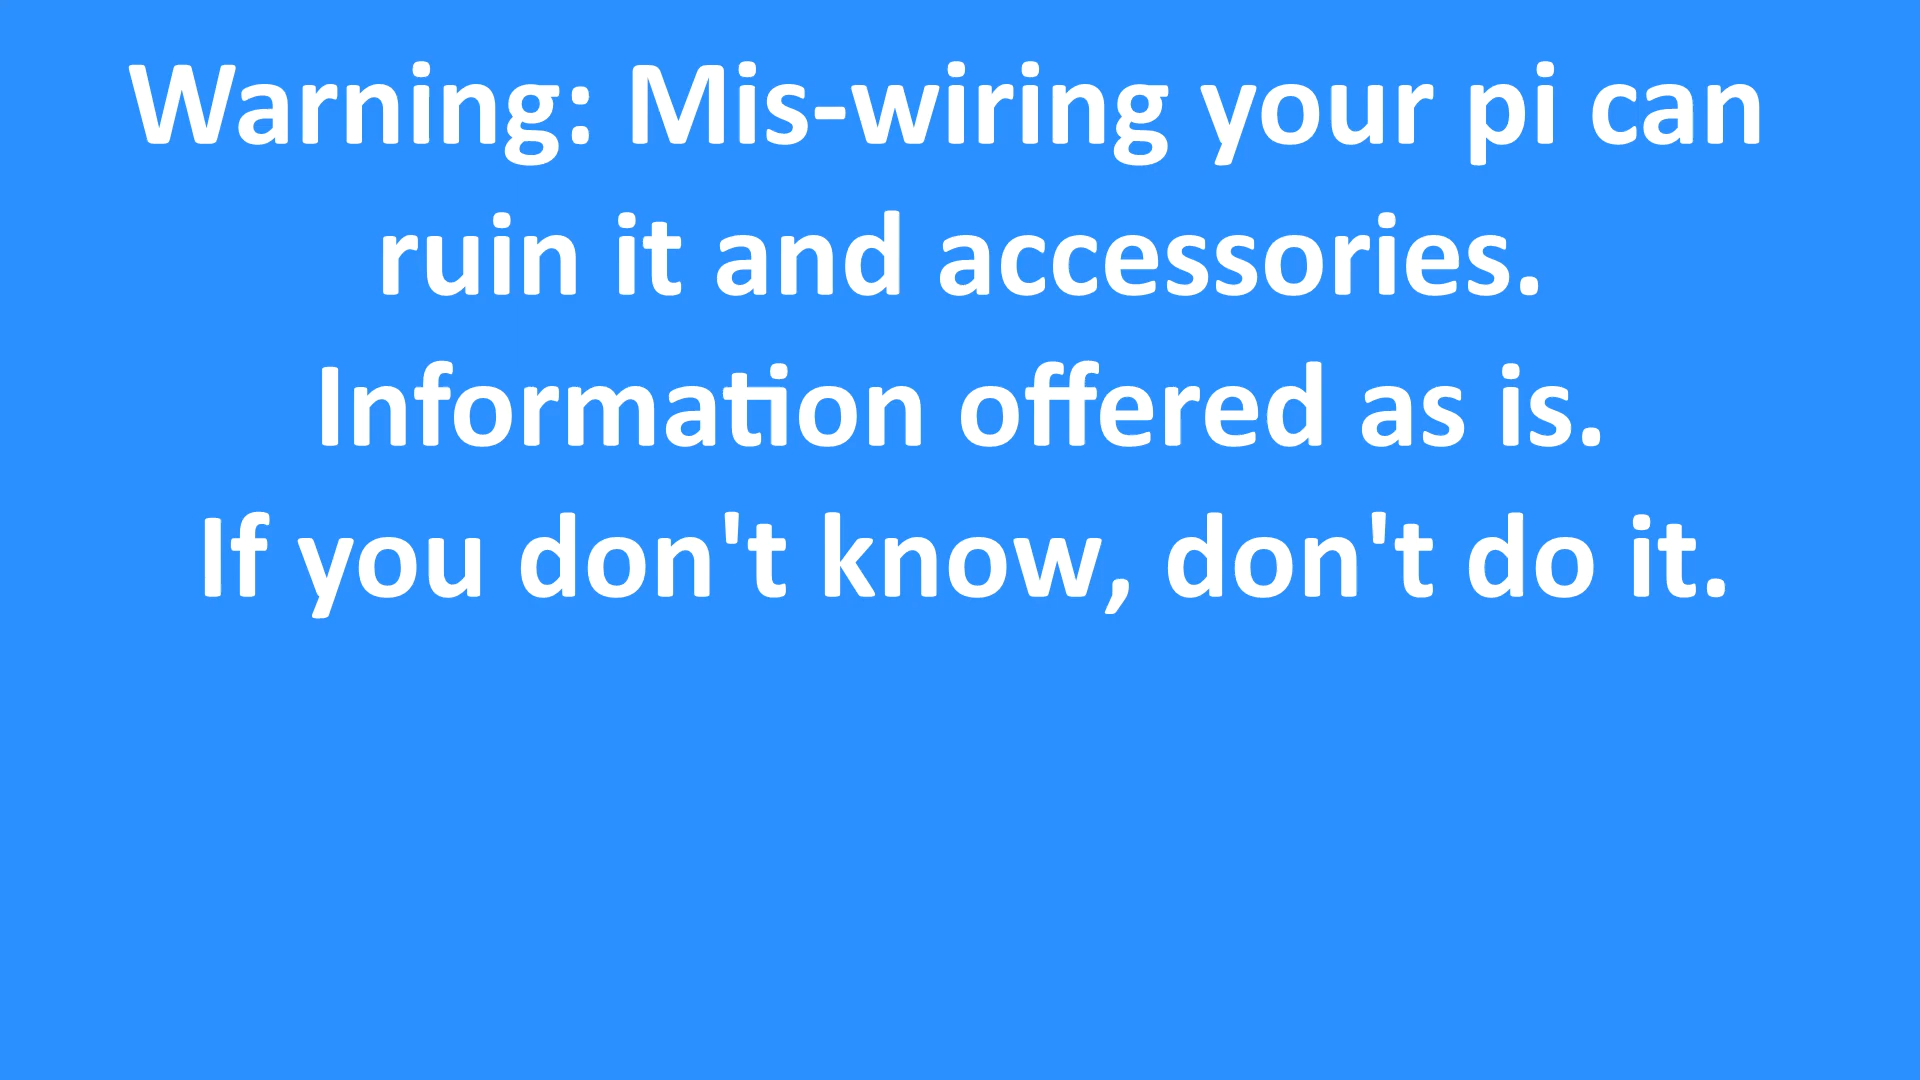 Warning: Mis-wiring your pi can
ruin it and accessories.
Information offered as is.
If you don't know, don't do it.